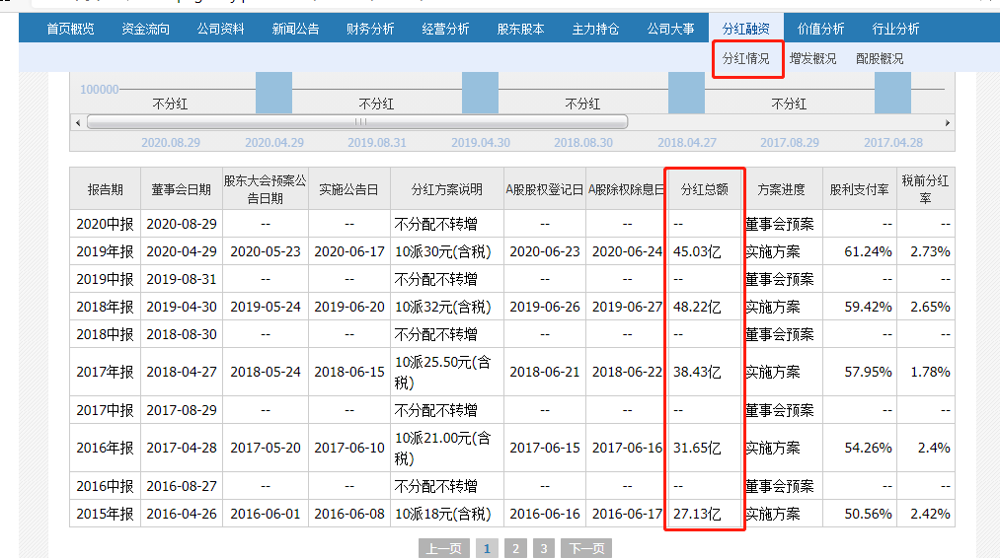 首页概览 资金流向 公司资料 新闻公告 财务分析 经营分析 股东股本 主力持仓 公司大事 分红融资 价值分析 行业分析
分红情况 增发概况 配股概况
100000
不分红 不分红 不分红 不分红
2020.08.29 2020.04.29 2019.08.31 2019.04.30 2018.08.30 2018.04.27 2017.08.29 2017.04.28
报告期 董事会日期 股东大会预案公告日期 实施公告日 分红方案说明 A股股权登记日 A股除权除息日 分红总额 方案进度 股利支付率 税前分红率
2020中报 2020-08-29 -- -- 不分配不转增 -- -- -- 董事会预案 -- --
2019年报 2020-04-29 2020-05-23 2020-06-17 10派30元(含税) 2020-06-23 2020-06-24 45.03亿 实施方案 61.24% 2.73%
2019中报 2019-08-31 -- -- 不分配不转增 -- -- -- 董事会预案 -- --
2018年报 2019-04-30 2019-05-24 2019-06-20 10派32元(含税) 2019-06-26 2019-06-27 48.22亿 实施方案 59.42% 2.65%
2018中报 2018-08-30 -- -- 不分配不转增 -- -- -- 董事会预案 -- --
2017年报 2018-04-27 2018-05-24 2018-06-15 10派25.50元(含税) 2018-06-21 2018-06-22 38.43亿 实施方案 57.95% 1.78%
2017中报 2017-08-29 -- -- 不分配不转增 -- -- -- 董事会预案 -- --
2016年报 2017-04-28 2017-05-20 2017-06-10 10派21.00元(含税) 2017-06-15 2017-06-16 31.65亿 实施方案 54.26% 2.4%
2016中报 2016-08-27 -- -- 不分配不转增 -- -- -- 董事会预案 -- --
2015年报 2016-04-26 2016-06-01 2016-06-08 10派18元(含税) 2016-06-16 2016-06-17 27.13亿 实施方案 50.56% 2.42%
上一页 1 2 3 下一页